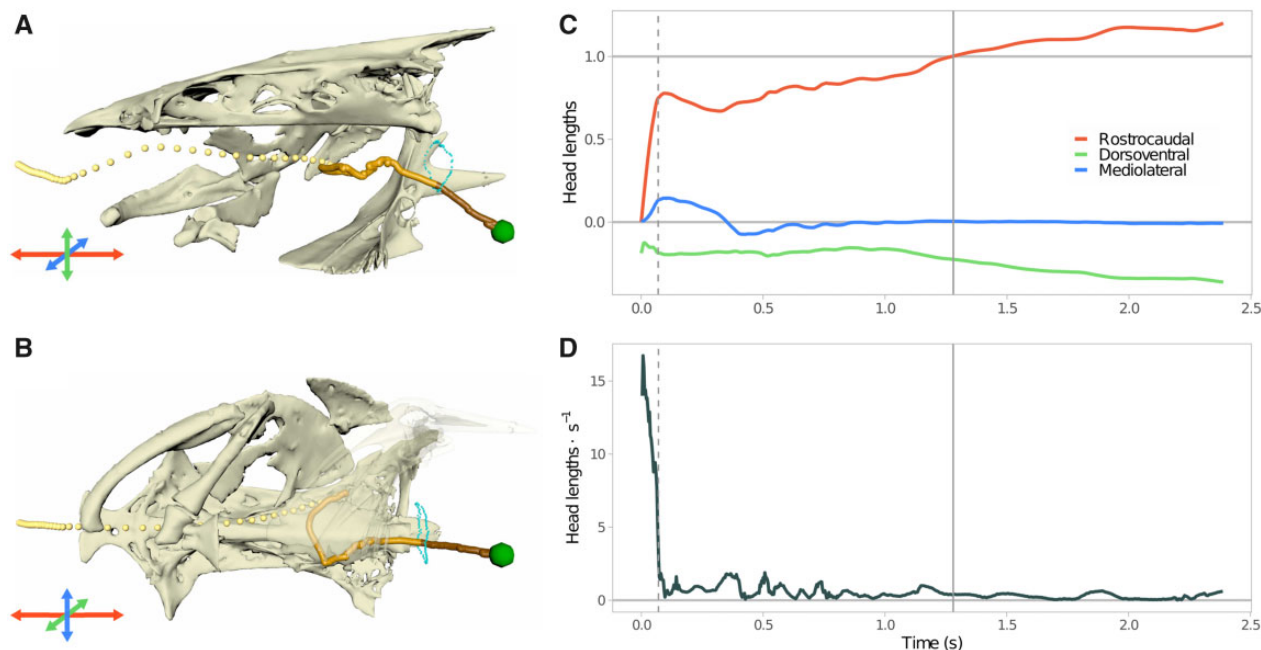 A
B
C
Head lengths
1.0
0.5
0.0
Rostrocaudal
Dorsoventral
Mediolateral
0.0 0.5 1.0 1.5 2.0 2.5
D
Head lengths · s⁻¹
15
10
5
0
0.0 0.5 1.0 1.5 2.0 2.5
Time (s)